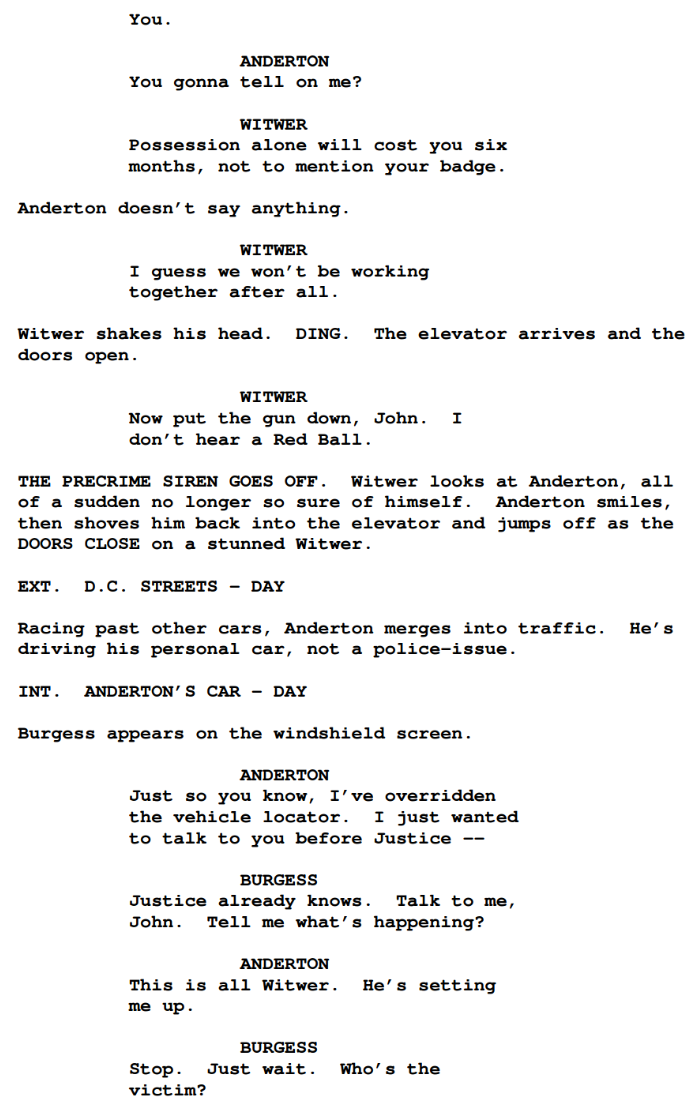 You.
ANDERTON
You gonna tell on me?
WITWER
Possession alone will cost you six
months, not to mention your badge.
Anderton doesn't say anything.
WITWER
I guess we won't be working
together after all.
Witwer shakes his head.  DING.  The elevator arrives and the
doors open.
WITWER
Now put the gun down, John.  I
don't hear a Red Ball.
THE PRECRIME SIREN GOES OFF.  Witwer looks at Anderton, all
of a sudden no longer so sure of himself.  Anderton smiles,
then shoves him back into the elevator and jumps off as the
DOORS CLOSE on a stunned Witwer.
EXT.  D.C. STREETS - DAY
Racing past other cars, Anderton merges into traffic.  He's
driving his personal car, not a police-issue.
INT.  ANDERTON'S CAR - DAY
Burgess appears on the windshield screen.
ANDERTON
Just so you know, I've overridden
the vehicle locator.  I just wanted
to talk to you before Justice --
BURGESS
Justice already knows.  Talk to me,
John.  Tell me what's happening?
ANDERTON
This is all Witwer.  He's setting
me up.
BURGESS
Stop.  Just wait.  Who's the
victim?